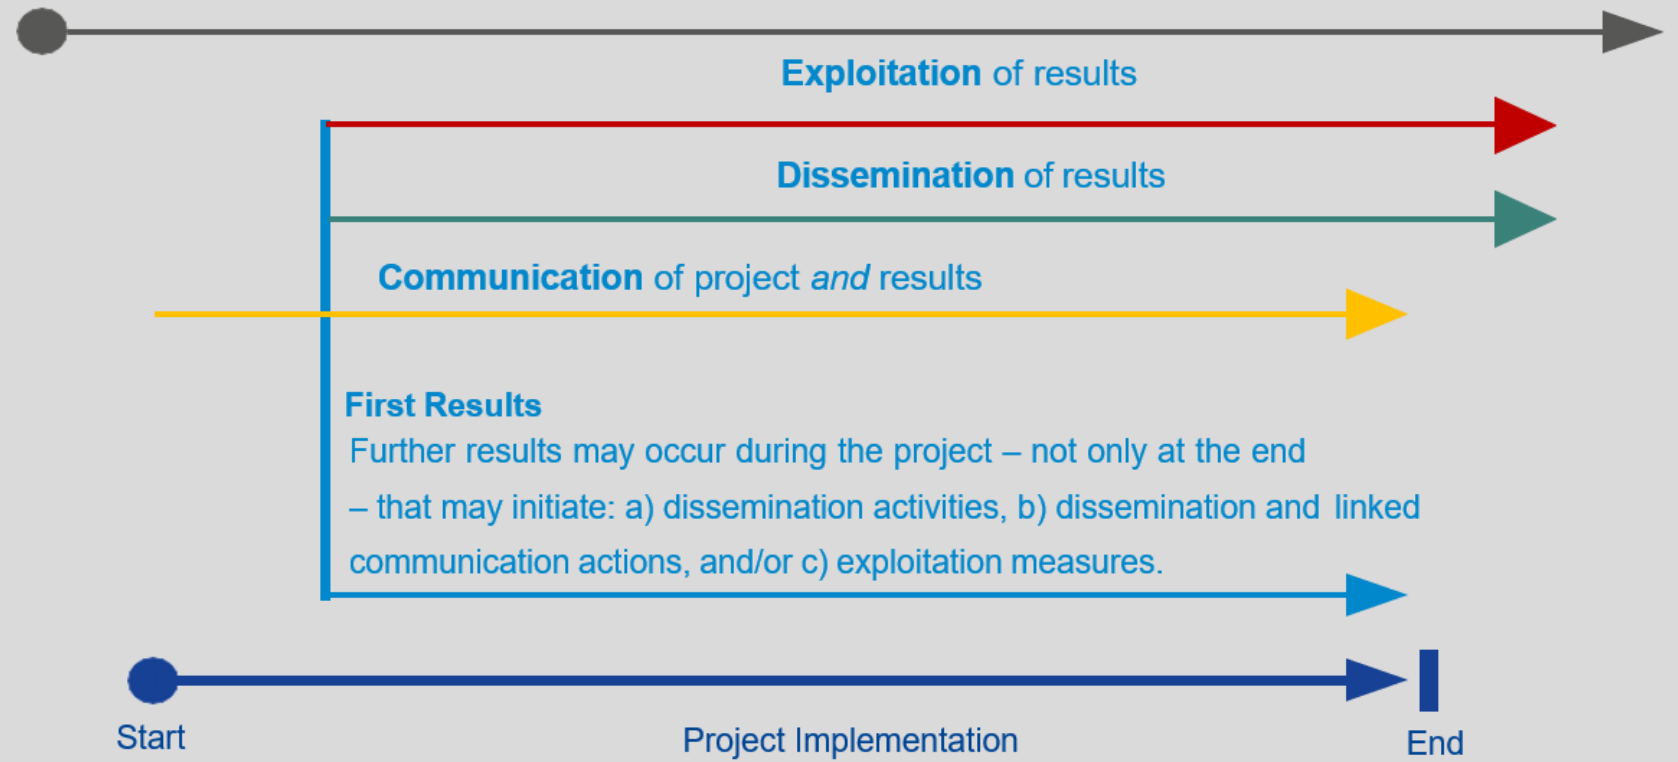 Exploitation of results
Dissemination of results
Communication of project and results
First Results
Further results may occur during the project – not only at the end
– that may initiate: a) dissemination activities, b) dissemination and linked
communication actions, and/or c) exploitation measures.
Start
Project Implementation
End